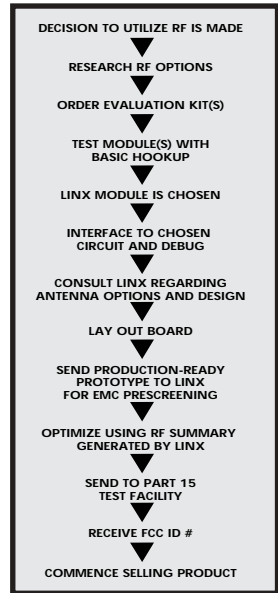 DECISION TO UTILIZE RF IS MADE
RESEARCH RF OPTIONS
ORDER EVALUATION KIT(S)
TEST MODULE(S) WITH
BASIC HOOKUP
LINX MODULE IS CHOSEN
INTERFACE TO CHOSEN
CIRCUIT AND DEBUG
CONSULT LINX REGARDING
ANTENNA OPTIONS AND DESIGN
LAY OUT BOARD
SEND PRODUCTION-READY
PROTOTYPE TO LINX
FOR EMC PRESCREENING
OPTIMIZE USING RF SUMMARY
GENERATED BY LINX
SEND TO PART 15
TEST FACILITY
RECEIVE FCC ID #
COMMENCE SELLING PRODUCT